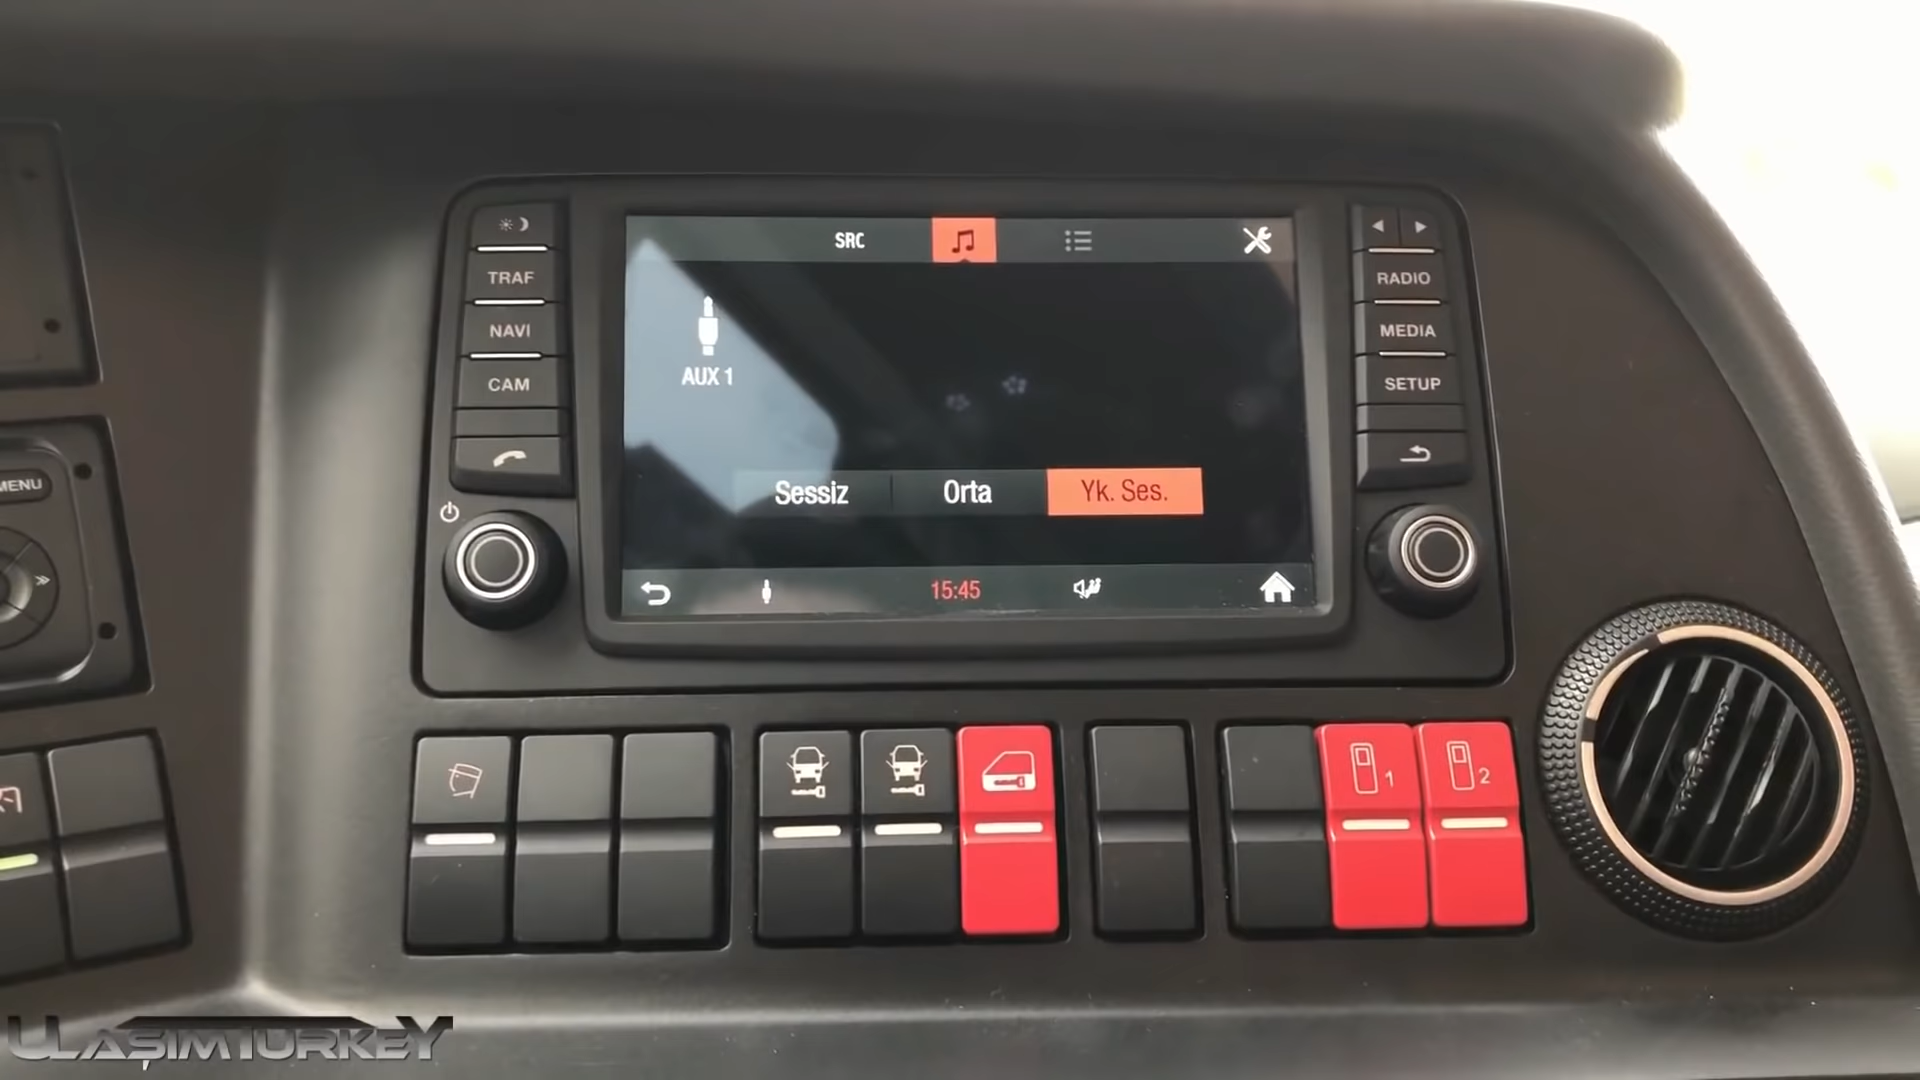 SRC
TRAF
NAVI
CAM
RADIO
MEDIA
SETUP
AUX 1
Sessiz Orta Yk. Ses.
15:45
MENU
1
2
ULAŞIMTURKEY